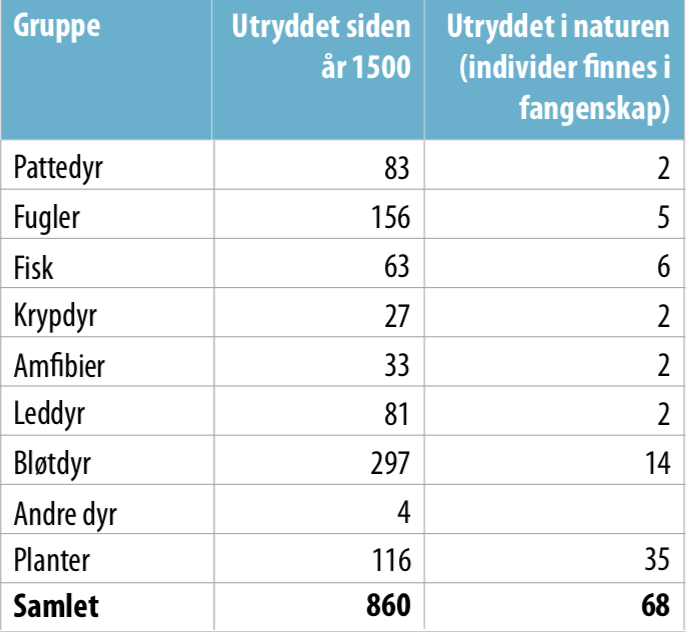 Gruppe Utryddet siden Utryddet i naturen
år 1500 (individer finnes i
fangenskap)
Pattedyr 83 2
Fugler 156 5
Fisk 63 6
Krypdyr 27 2
Amfibier 33 2
Leddyr 81 2
Bløtdyr 297 14
Andre dyr 4
Planter 116 35
Samlet 860 68